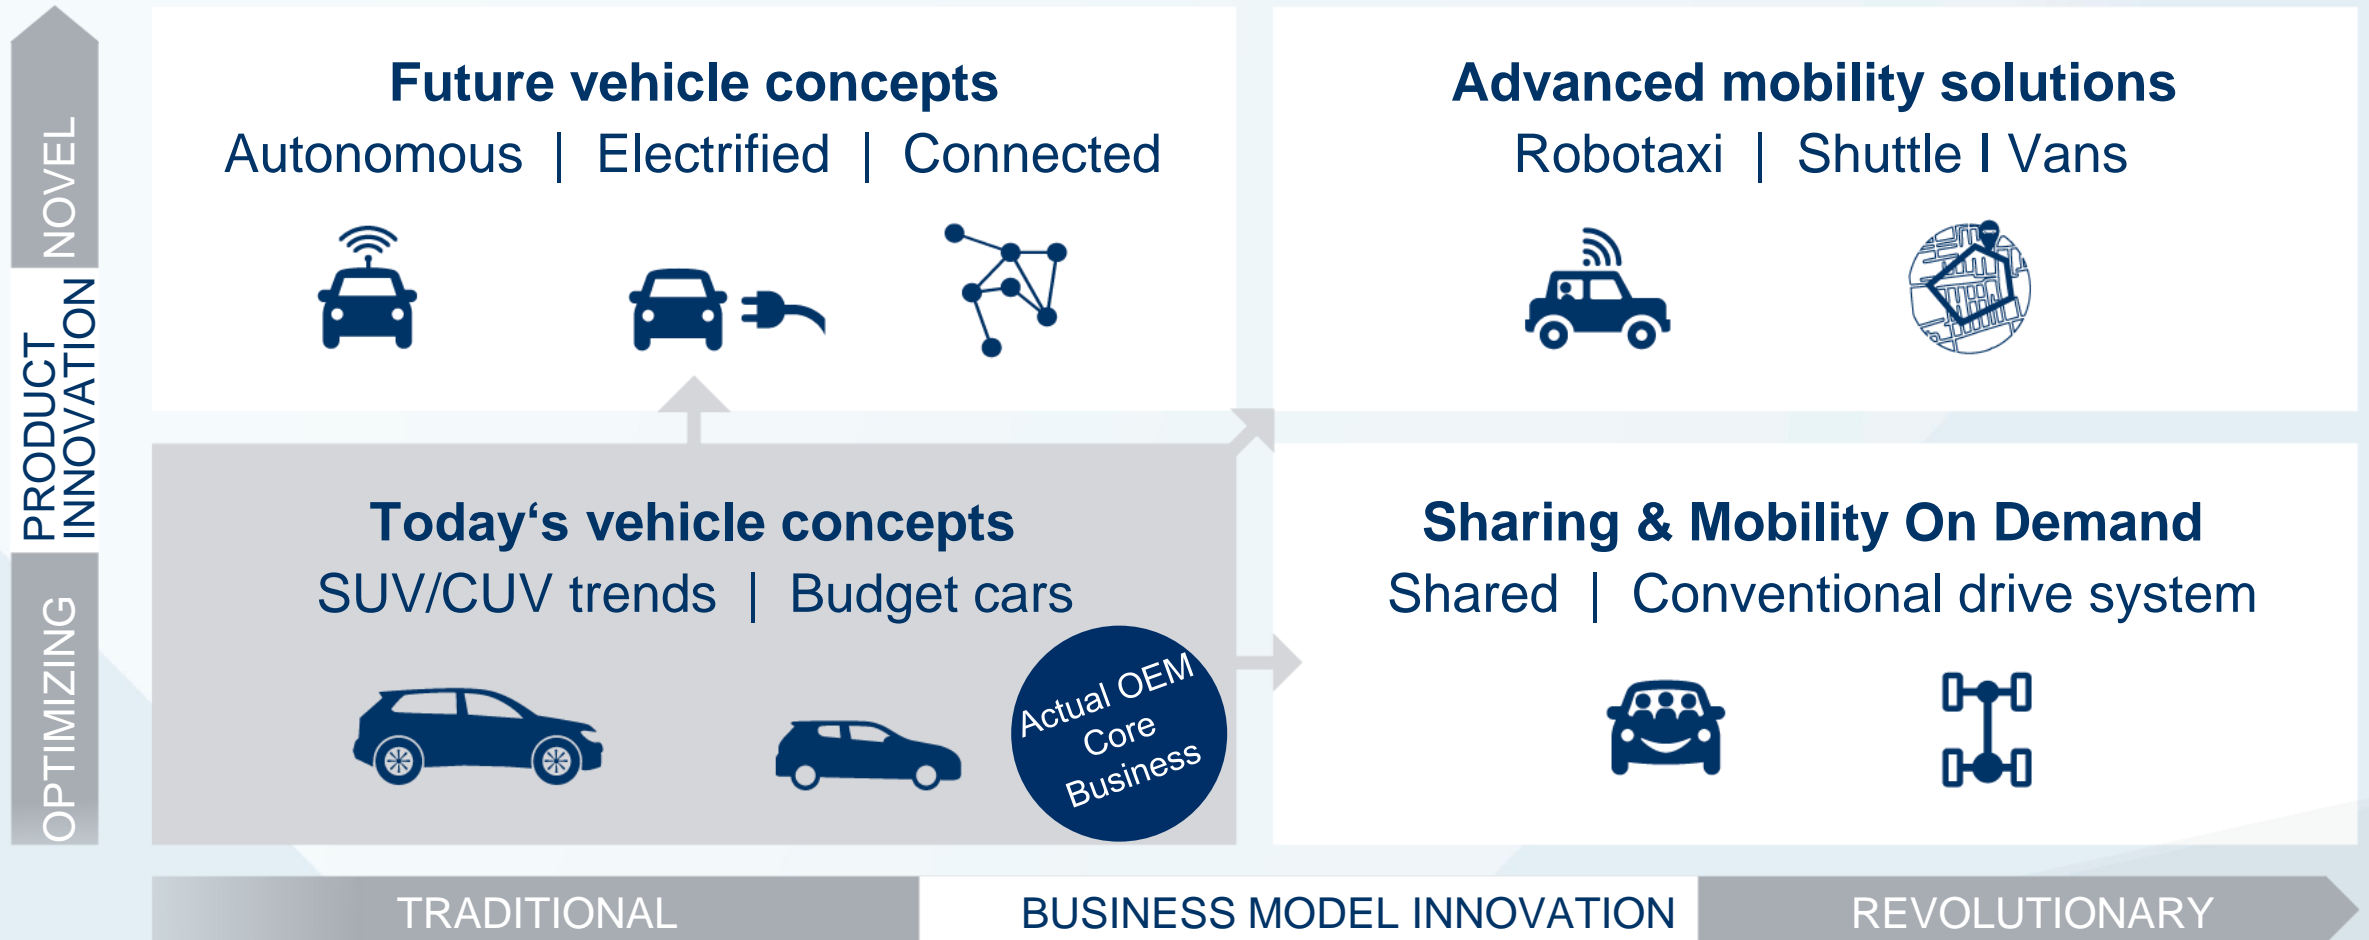 Future vehicle concepts
Autonomous | Electrified | Connected
Advanced mobility solutions
Robotaxi | Shuttle I Vans
Today‘s vehicle concepts
SUV/CUV trends | Budget cars
Actual OEM
Core
Business
Sharing & Mobility On Demand
Shared | Conventional drive system
NOVEL
PRODUCT
INNOVATION
OPTIMIZING
TRADITIONAL
BUSINESS MODEL INNOVATION
REVOLUTIONARY